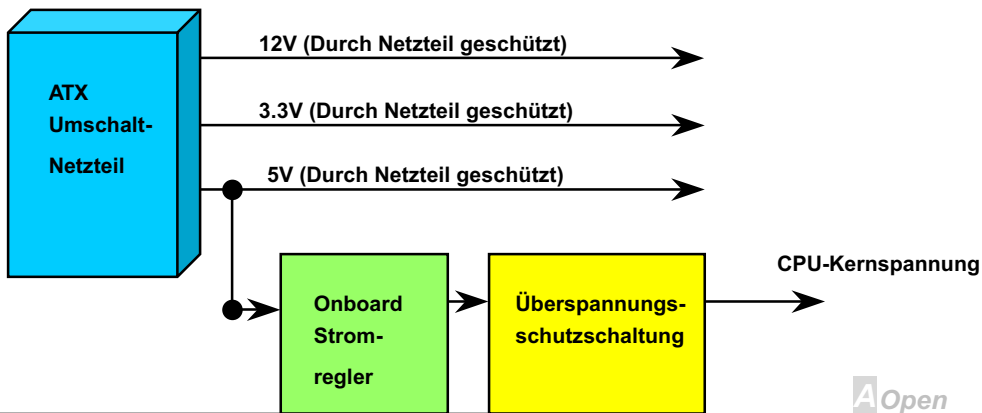 12V (Durch Netzteil geschützt)
ATX
Umschalt-
Netzteil
3.3V (Durch Netzteil geschützt)
5V (Durch Netzteil geschützt)
CPU-Kernspannung
Onboard
Strom-
regler
Überspannungs-
schutzschaltung
AOpen